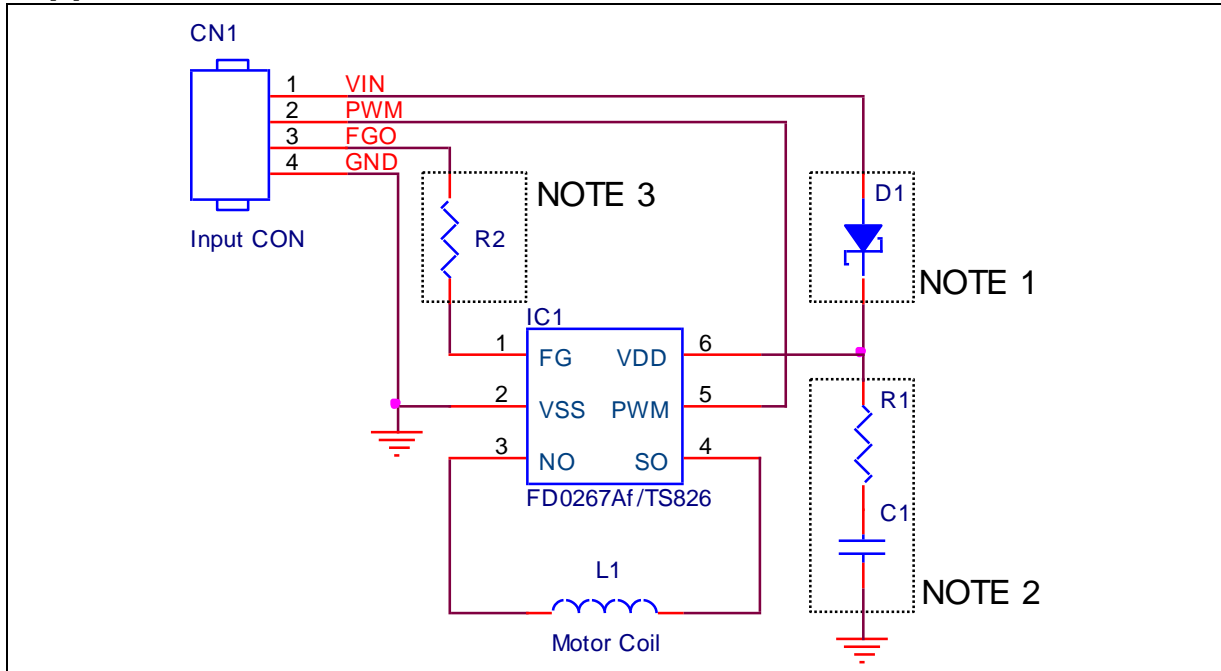 CN1
1 VIN
2 PWM
3 FGO
4 GND
Input CON
NOTE 3
R2
D1
NOTE 1
IC1
1 FG VDD 6
2 VSS PWM 5
3 NO SO 4
FD0267Af/TS826
R1
C1
NOTE 2
L1
Motor Coil